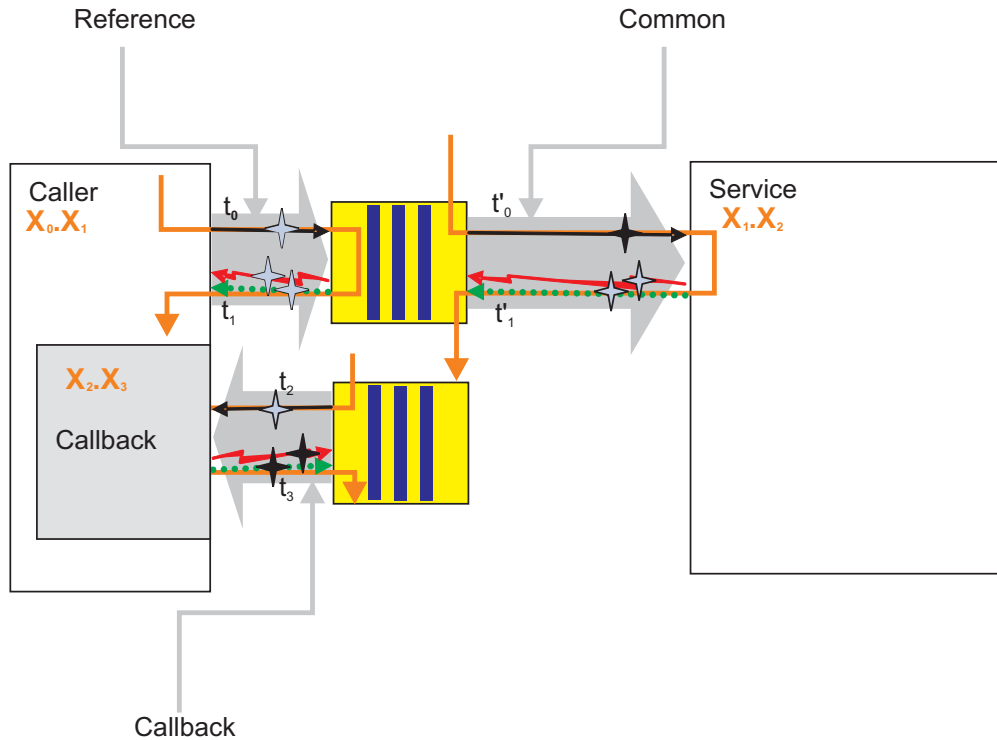 Reference
Common
Caller
X₀.X₁
t₀
t'₀
Service
X₁.X₂
t₁
t'₁
X₂.X₃
t₂
Callback
t₃
Callback